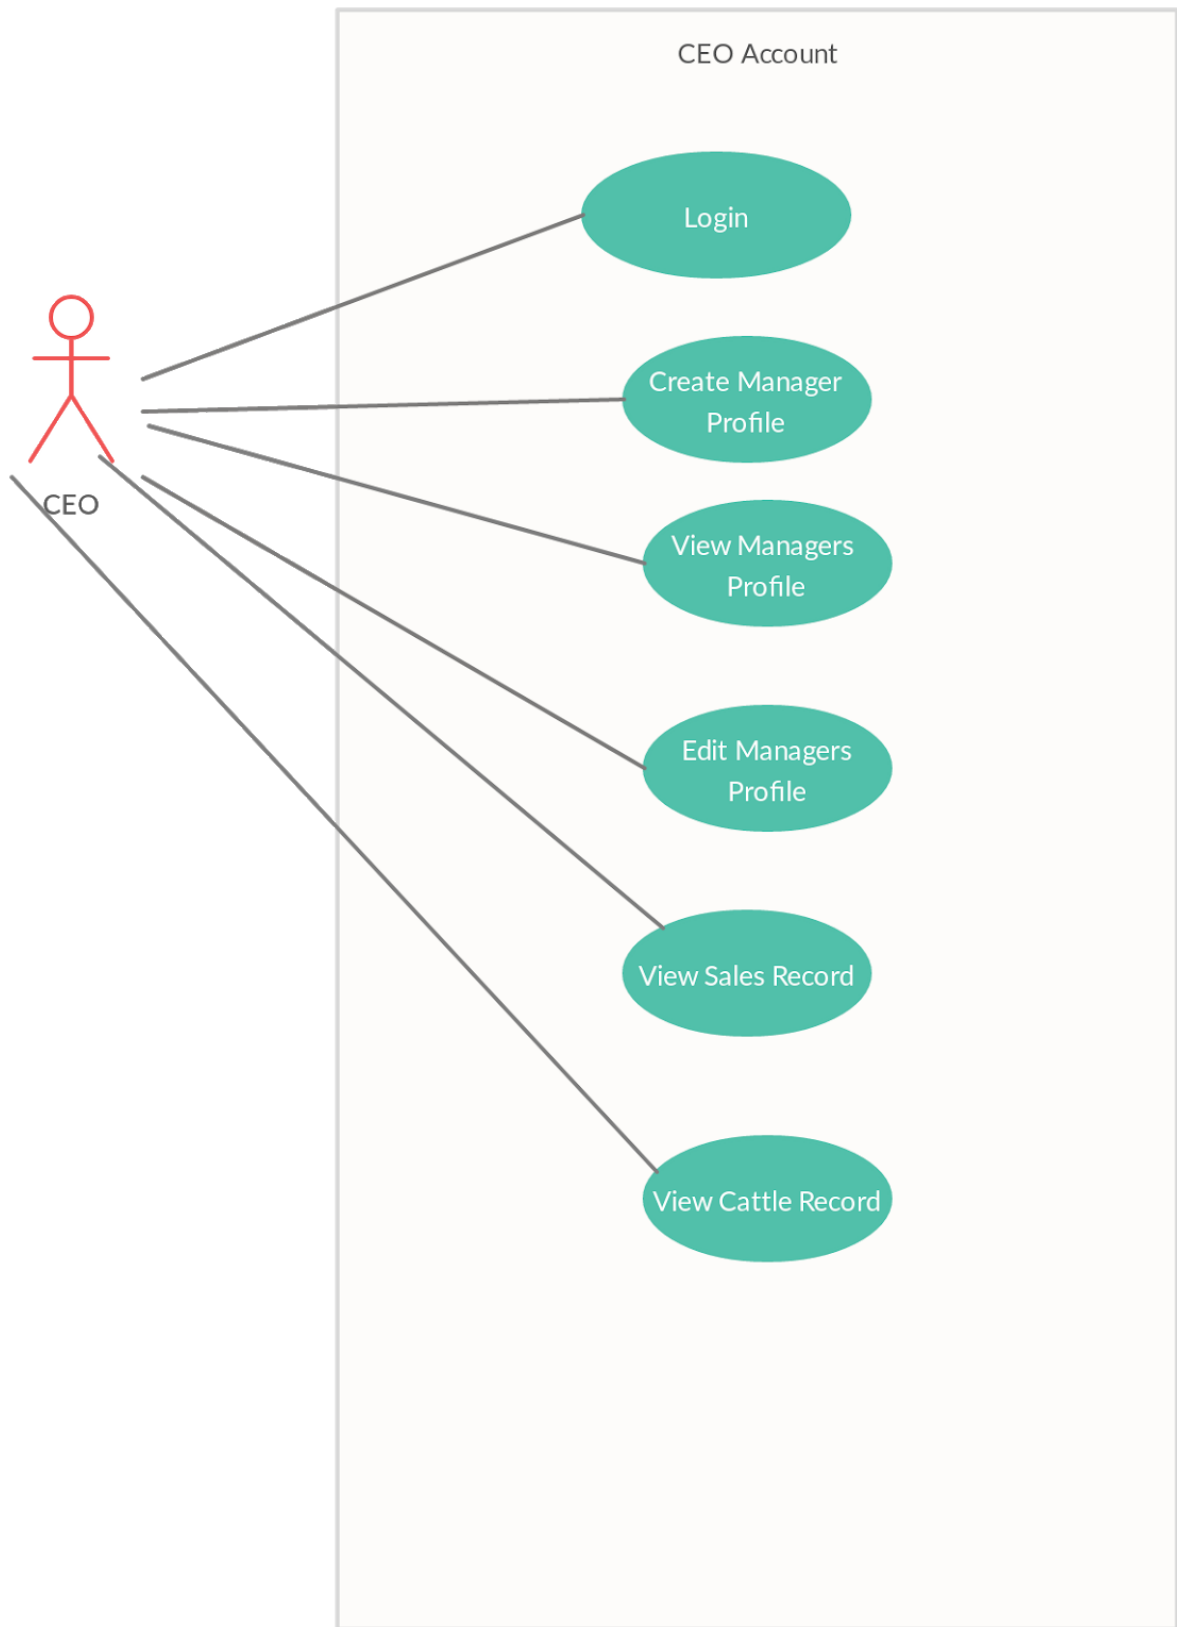 CEO Account
Login
Create Manager
Profile
CEO
View Managers
Profile
Edit Managers
Profile
View Sales Record
View Cattle Record